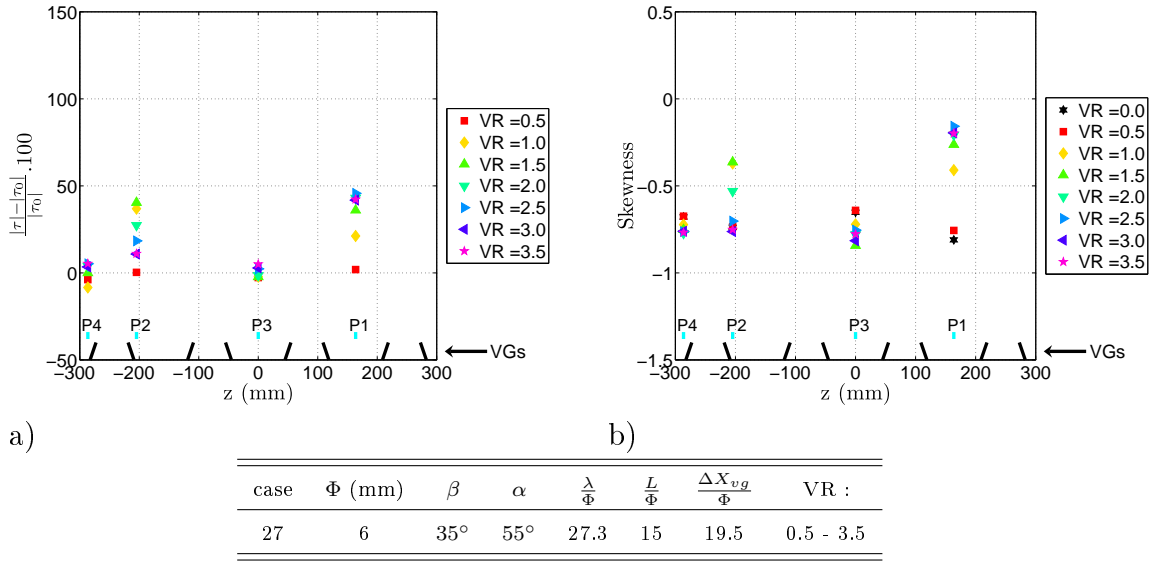 150
100
50
0
−50
|τ|−|τ0|
|τ0| .100
P4 P2 P3 P1
−300 −200 −100 0 100 200 300
z (mm)
VR =0.5
VR =1.0
VR =1.5
VR =2.0
VR =2.5
VR =3.0
VR =3.5
VGs
a)
0.5
0
−0.5
−1
−1.5
Skewness
P4 P2 P3 P1
−300 −200 −100 0 100 200 300
z (mm)
VR =0.0
VR =0.5
VR =1.0
VR =1.5
VR =2.0
VR =2.5
VR =3.0
VR =3.5
VGs
b)
case Φ (mm) β α λ/Φ L/Φ ΔXvg/Φ VR :
27 6 35° 55° 27.3 15 19.5 0.5 - 3.5